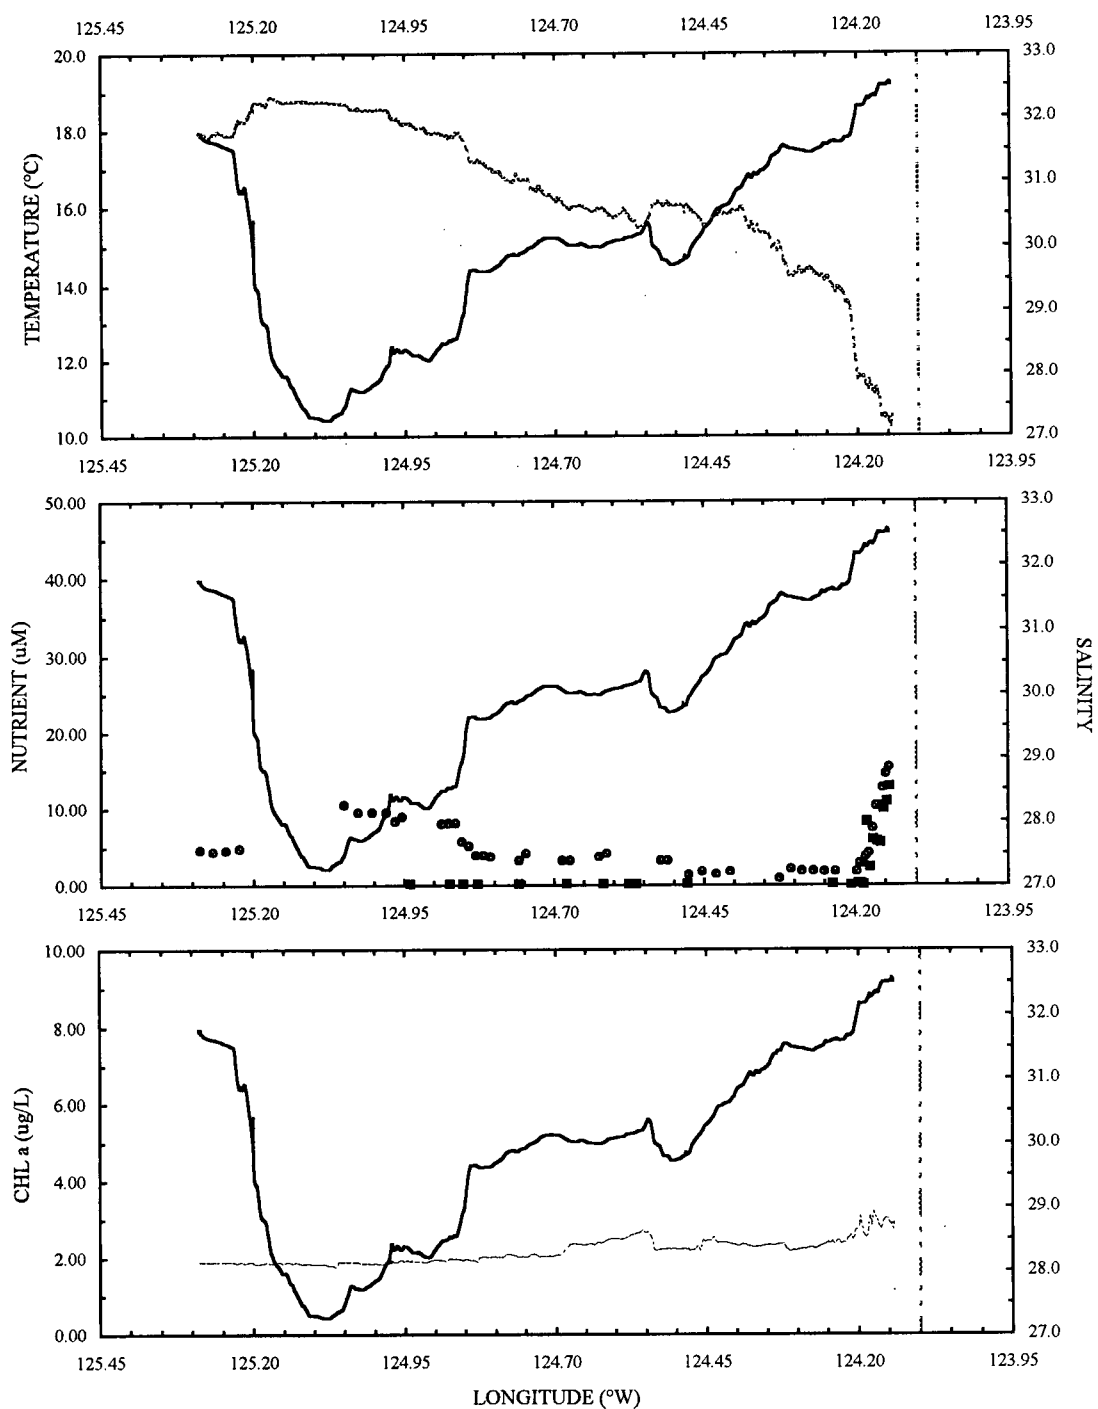 125.45 125.20 124.95 124.70 124.45 124.20 123.95
20.0 18.0 16.0 14.0 12.0 10.0
TEMPERATURE (°C)
33.0 32.0 31.0 30.0 29.0 28.0 27.0
125.45 125.20 124.95 124.70 124.45 124.20 123.95
50.00 40.00 30.00 20.00 10.00 0.00
NUTRIENT (uM)
33.0 32.0 31.0 30.0 29.0 28.0 27.0
SALINITY
125.45 125.20 124.95 124.70 124.45 124.20 123.95
10.00 8.00 6.00 4.00 2.00 0.00
CHL a (ug/L)
33.0 32.0 31.0 30.0 29.0 28.0 27.0
125.45 125.20 124.95 124.70 124.45 124.20 123.95
LONGITUDE (°W)